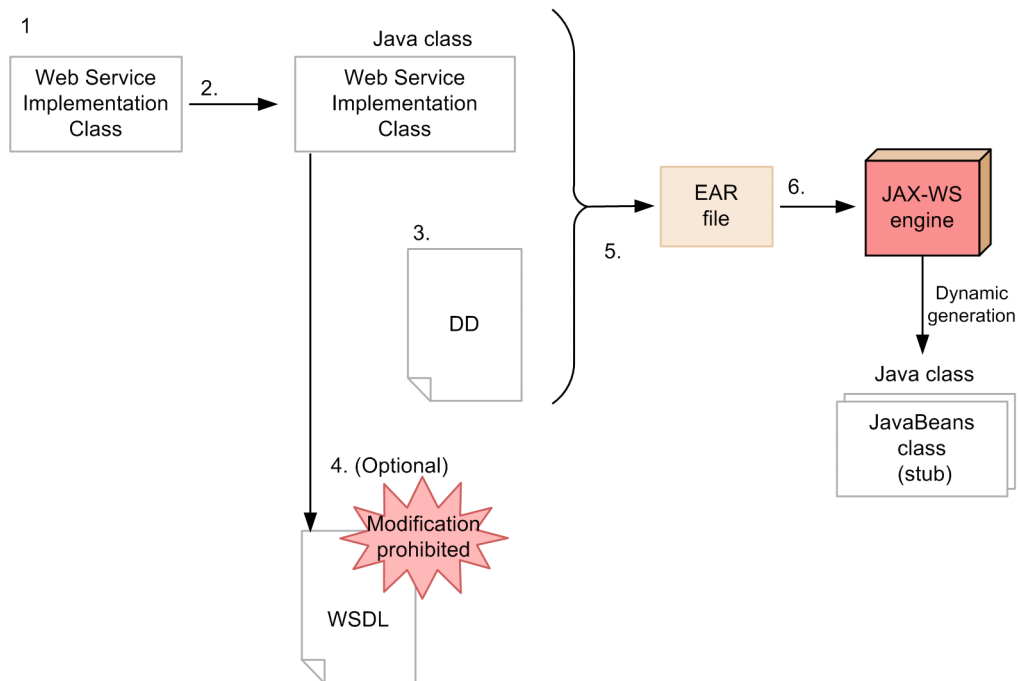 1
Web Service
Implementation
Class
2.
Java class
Web Service
Implementation
Class
3.
DD
4. (Optional)
Modification
prohibited
WSDL
5.
EAR
file
6.
JAX-WS
engine
Dynamic
generation
Java class
JavaBeans
class
(stub)